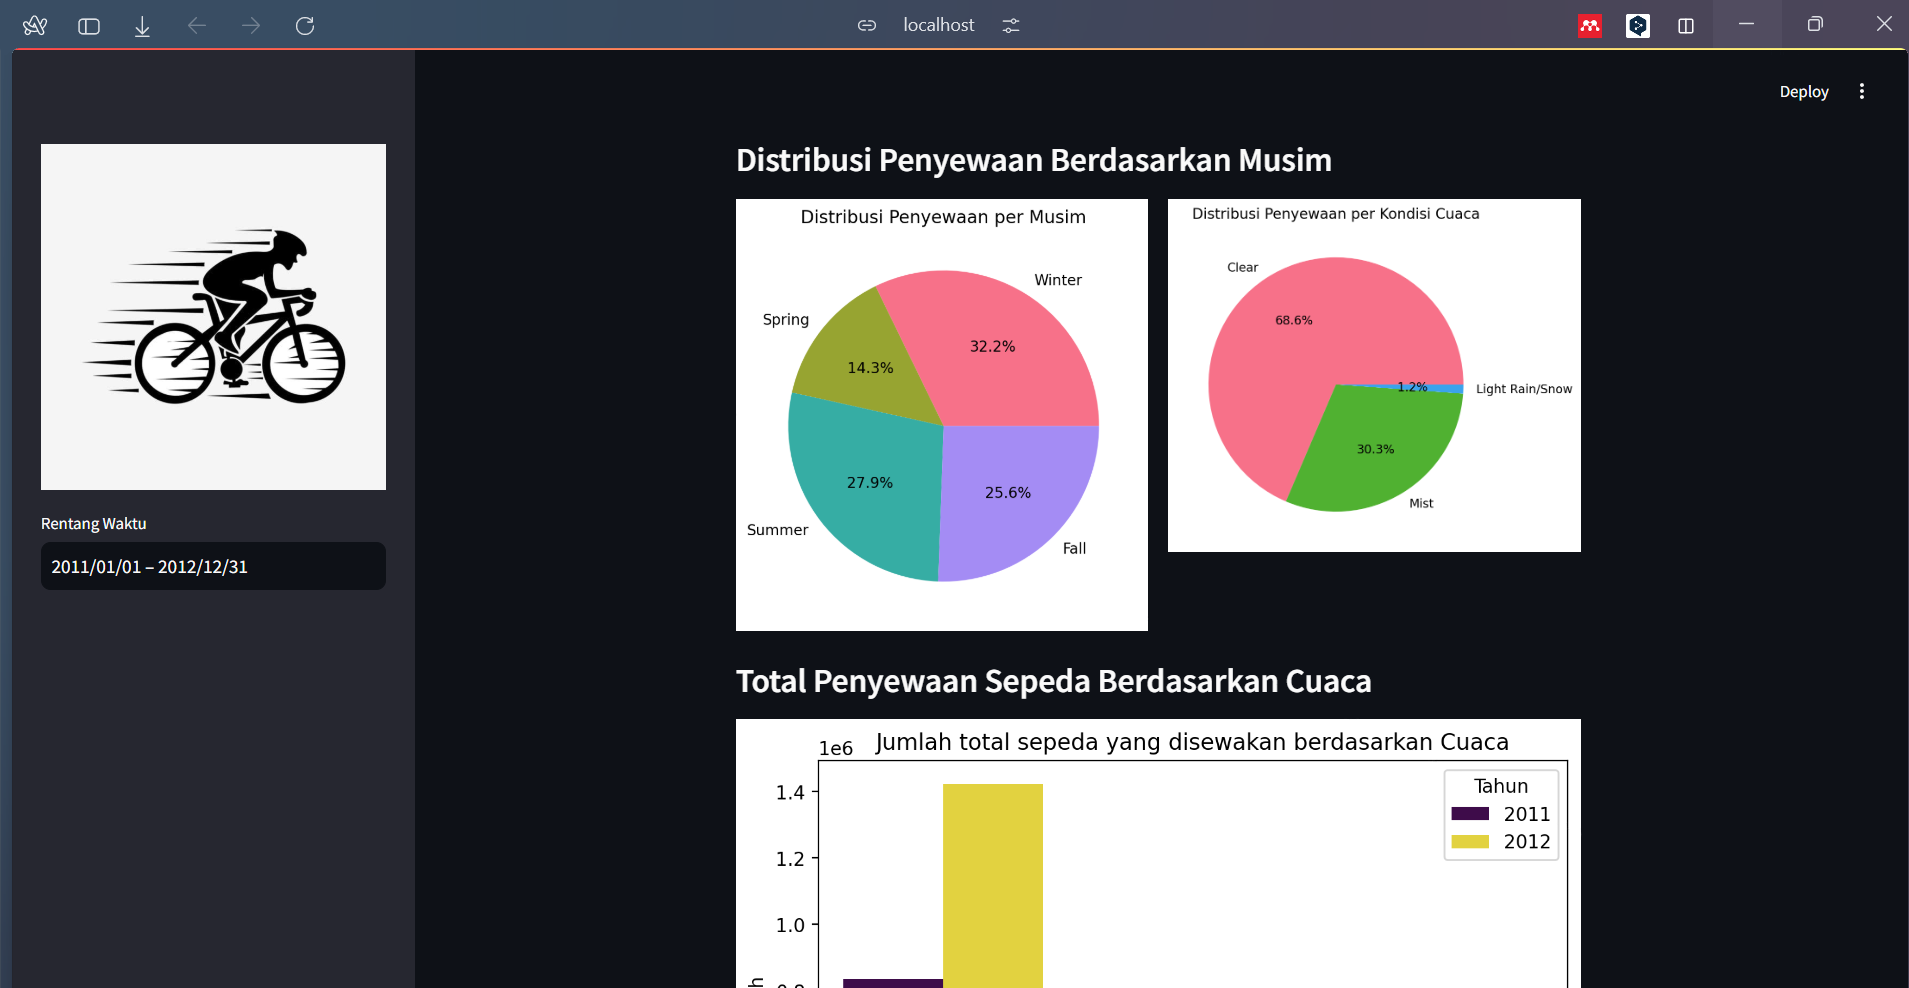 localhost
Deploy
Rentang Waktu
2011/01/01 – 2012/12/31
Distribusi Penyewaan Berdasarkan Musim
Distribusi Penyewaan per Musim
Winter
Spring
32.2%
14.3%
27.9%
25.6%
Summer
Fall
Distribusi Penyewaan per Kondisi Cuaca
Clear
68.6%
1.2%
Light Rain/Snow
30.3%
Mist
Total Penyewaan Sepeda Berdasarkan Cuaca
1e6
Jumlah total sepeda yang disewakan berdasarkan Cuaca
Tahun
2011
2012
1.4
1.2
1.0